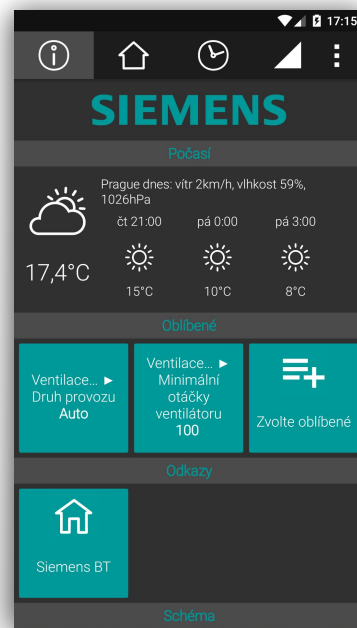 17:15
SIEMENS
Počasí
Prague dnes: vítr 2km/h, vlhkost 59%,
1026hPa
čt 21:00 pá 0:00 pá 3:00
17,4°C
15°C 10°C 8°C
Oblíbené
Ventilace... ►
Druh provozu
Auto
Ventilace... ►
Minimální
otáčky
ventilátoru
100
Zvolte oblíbené
Odkazy
Siemens BT
Schéma